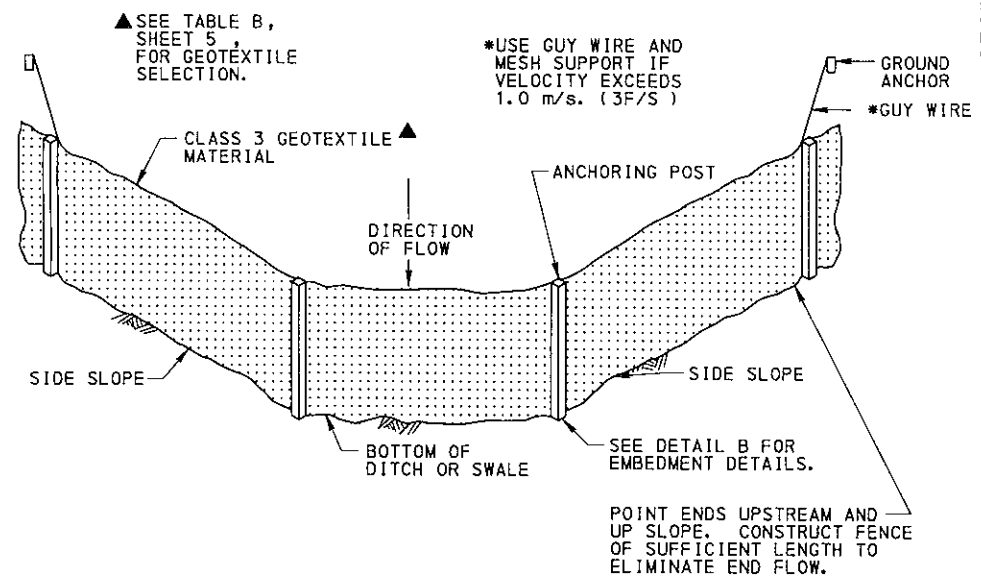 ▲SEE TABLE B,
SHEET 5 ,
FOR GEOTEXTILE
SELECTION.
*USE GUY WIRE AND
MESH SUPPORT IF
VELOCITY EXCEEDS
1.0 m/s. (3F/S )
GROUND
ANCHOR
*GUY WIRE
CLASS 3 GEOTEXTILE ▲
MATERIAL
ANCHORING POST
DIRECTION
OF FLOW
SIDE SLOPE
SIDE SLOPE
BOTTOM OF
DITCH OR SWALE
SEE DETAIL B FOR
EMBEDMENT DETAILS.
POINT ENDS UPSTREAM AND
UP SLOPE. CONSTRUCT FENCE
OF SUFFICIENT LENGTH TO
ELIMINATE END FLOW.